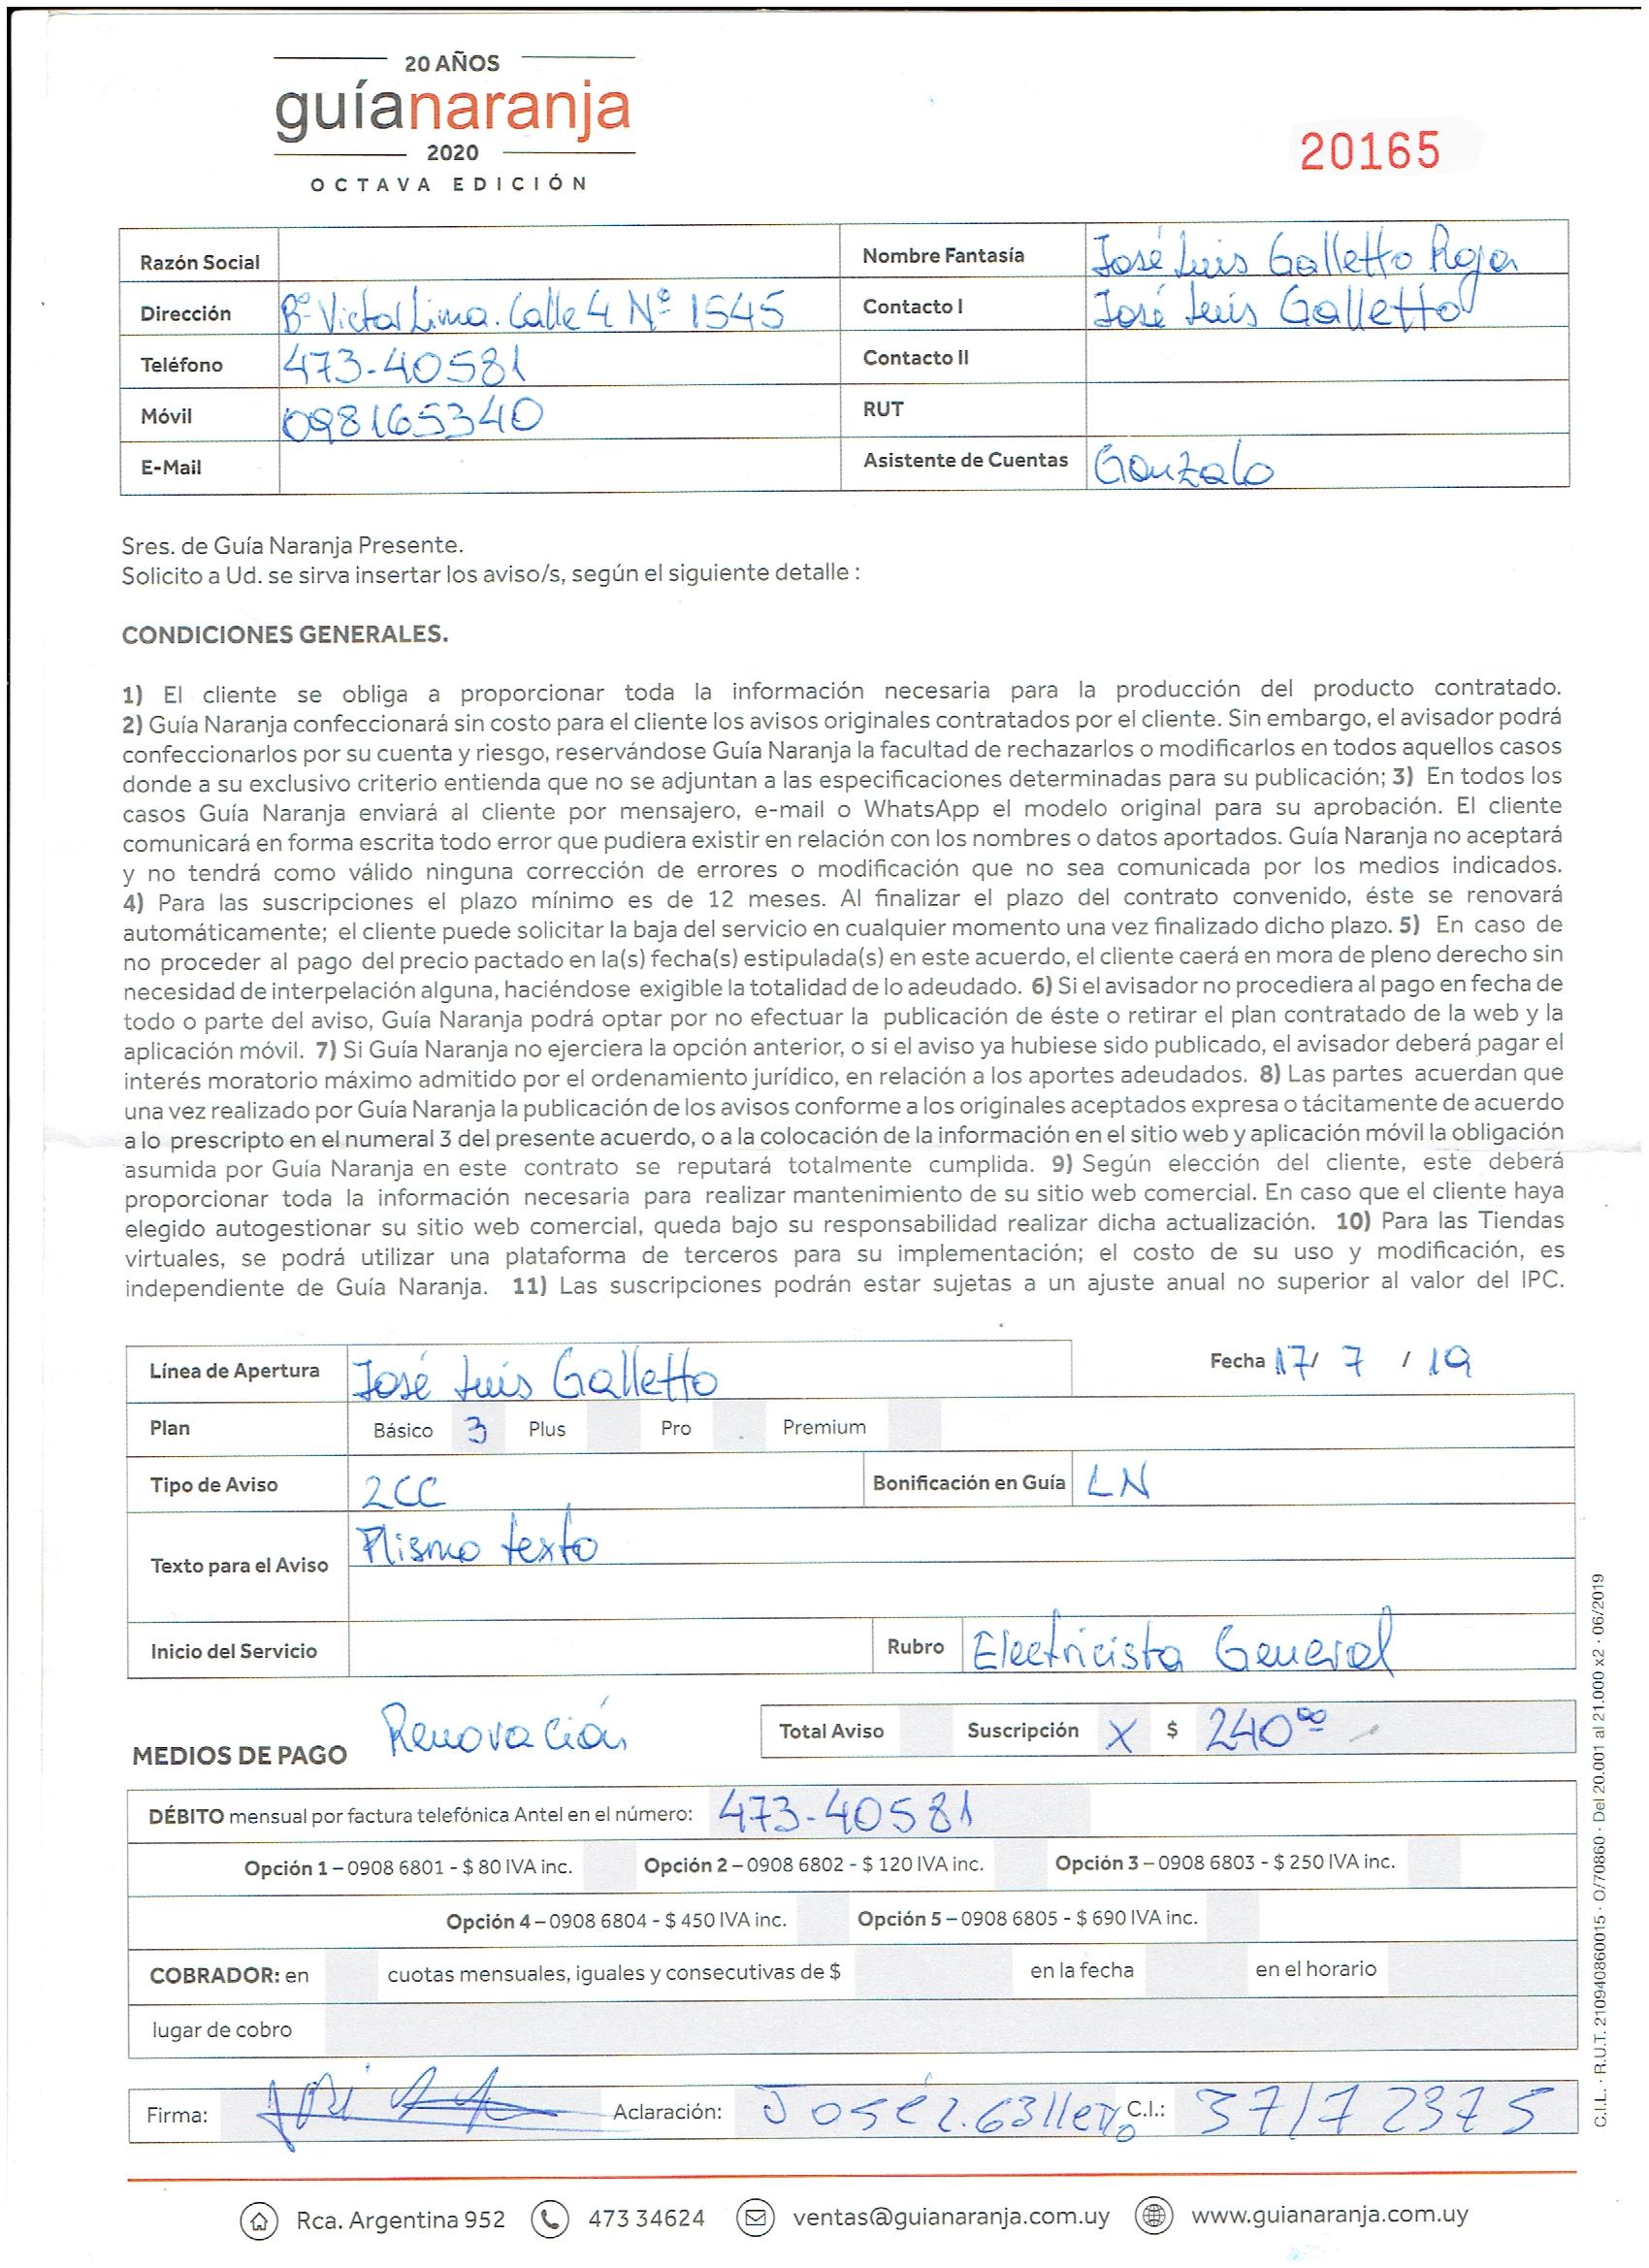 20 AÑOS
guíanaranja
2020
OCTAVA EDICIÓN
20165
Razón Social
Nombre Fantasía José Luis Galletto Roja
Dirección Bº Victor Lima. Calle 4 Nº 1545
Contacto I José Luis Galletto
Teléfono 473-40581
Contacto II
Móvil 098165340
RUT
E-Mail
Asistente de Cuentas Gonzalo
Sres. de Guía Naranja Presente.
Solicito a Ud. se sirva insertar los aviso/s, según el siguiente detalle :
CONDICIONES GENERALES.
1) El cliente se obliga a proporcionar toda la información necesaria para la producción del producto contratado.
2) Guía Naranja confeccionará sin costo para el cliente los avisos originales contratados por el cliente. Sin embargo, el avisador podrá
confeccionarlos por su cuenta y riesgo, reservándose Guía Naranja la facultad de rechazarlos o modificarlos en todos aquellos casos
donde a su exclusivo criterio entienda que no se adjuntan a las especificaciones determinadas para su publicación; 3) En todos los
casos Guía Naranja enviará al cliente por mensajero, e-mail o WhatsApp el modelo original para su aprobación. El cliente
comunicará en forma escrita todo error que pudiera existir en relación con los nombres o datos aportados. Guía Naranja no aceptará
y no tendrá como válido ninguna corrección de errores o modificación que no sea comunicada por los medios indicados.
4) Para las suscripciones el plazo mínimo es de 12 meses. Al finalizar el plazo del contrato convenido, éste se renovará
automáticamente; el cliente puede solicitar la baja del servicio en cualquier momento una vez finalizado dicho plazo. 5) En caso de
no proceder al pago del precio pactado en la(s) fecha(s) estipulada(s) en este acuerdo, el cliente caerá en mora de pleno derecho sin
necesidad de interpelación alguna, haciéndose exigible la totalidad de lo adeudado. 6) Si el avisador no procediera al pago en fecha de
todo o parte del aviso, Guía Naranja podrá optar por no efectuar la publicación de éste o retirar el plan contratado de la web y la
aplicación móvil. 7) Si Guía Naranja no ejerciera la opción anterior, o si el aviso ya hubiese sido publicado, el avisador deberá pagar el
interés moratorio máximo admitido por el ordenamiento jurídico, en relación a los aportes adeudados. 8) Las partes acuerdan que
una vez realizado por Guía Naranja la publicación de los avisos conforme a los originales aceptados expresa o tácitamente de acuerdo
a lo prescripto en el numeral 3 del presente acuerdo, o a la colocación de la información en el sitio web y aplicación móvil la obligación
asumida por Guía Naranja en este contrato se reputará totalmente cumplida. 9) Según elección del cliente, este deberá
proporcionar toda la información necesaria para realizar mantenimiento de su sitio web comercial. En caso que el cliente haya
elegido autogestionar su sitio web comercial, queda bajo su responsabilidad realizar dicha actualización. 10) Para las Tiendas
virtuales, se podrá utilizar una plataforma de terceros para su implementación; el costo de su uso y modificación, es
independiente de Guía Naranja. 11) Las suscripciones podrán estar sujetas a un ajuste anual no superior al valor del IPC.
Línea de Apertura José Luis Galletto
Fecha 17/ 7 / 19
Plan Básico 3 Plus Pro Premium
Tipo de Aviso 2CC Bonificación en Guía LN
Texto para el Aviso Mismo texto
Inicio del Servicio Rubro Electricista General
MEDIOS DE PAGO Renovación Total Aviso Suscripción X $ 240⁰⁰
DÉBITO mensual por factura telefónica Antel en el número: 473-40581
Opción 1 – 0908 6801 - $ 80 IVA inc. Opción 2 – 0908 6802 - $ 120 IVA inc. Opción 3 – 0908 6803 - $ 250 IVA inc.
Opción 4 – 0908 6804 - $ 450 IVA inc. Opción 5 – 0908 6805 - $ 690 IVA inc.
COBRADOR: en cuotas mensuales, iguales y consecutivas de $ en la fecha en el horario
lugar de cobro
Firma: Aclaración: José L. Galleto C.I.: 37172375
Rca. Argentina 952 473 34624 ventas@guianaranja.com.uy www.guianaranja.com.uy
C.I.L. · R.U.T. 210940860015 · O/70860 · Del 20.001 al 21.000 x2 · 06/2019